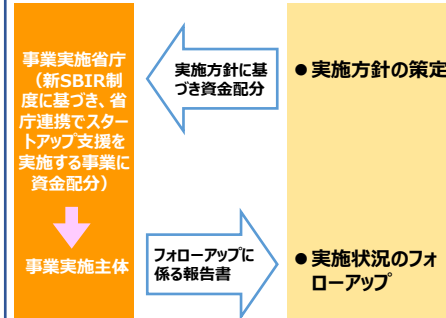 事業実施省庁
（新SBIR制
度に基づき、省
庁連携でスター
トアップ支援を
実施する事業に
資金配分）
事業実施主体
実施方針に基
づき資金配分
フォローアップに
係る報告書
●実施方針の策定
●実施状況のフォ
ローアップ